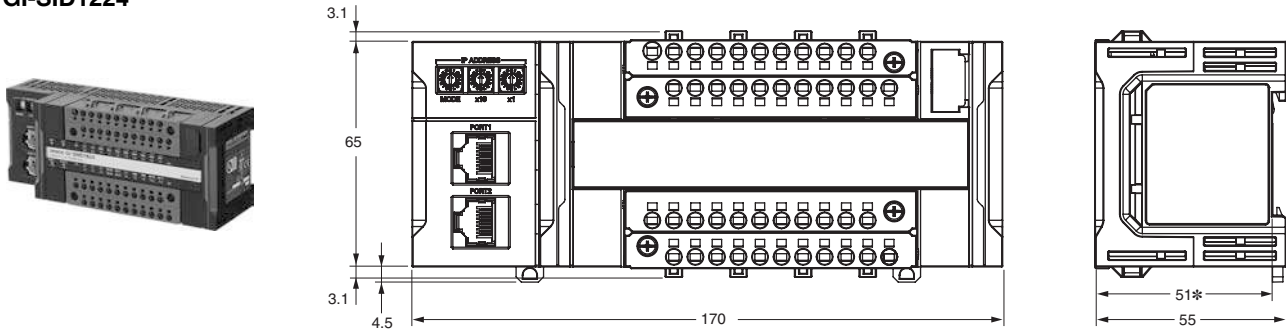 GI-SID1224
3.1
65
3.1
4.5
170
IP ADDRESS
MODE x10 x1
PORT1
PORT2
51*
55